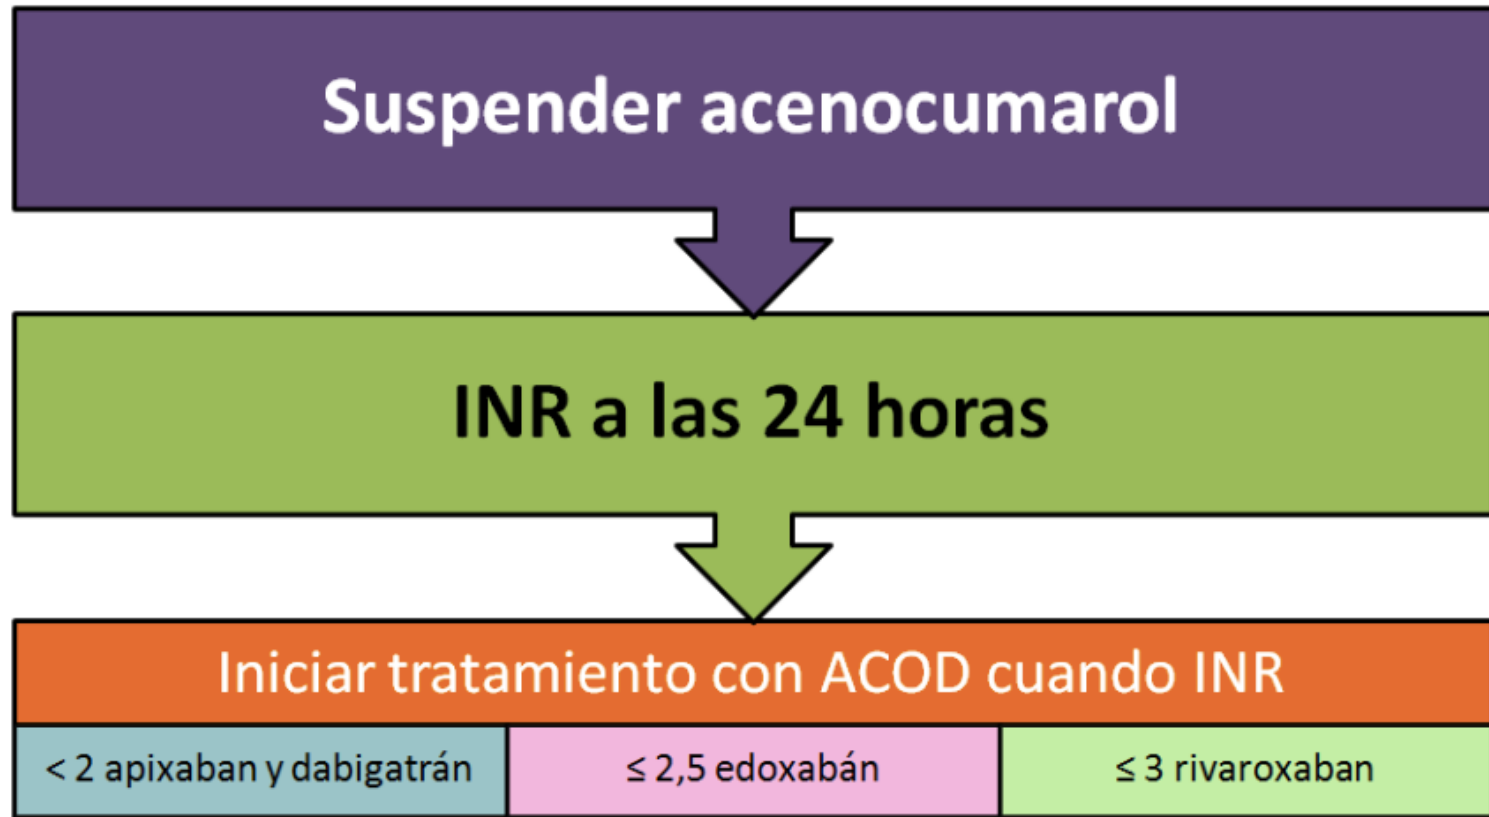 Suspender acenocumarol
INR a las 24 horas
Iniciar tratamiento con ACOD cuando INR
< 2 apixaban y dabigatrán
≤ 2,5 edoxabán
≤ 3 rivaroxaban